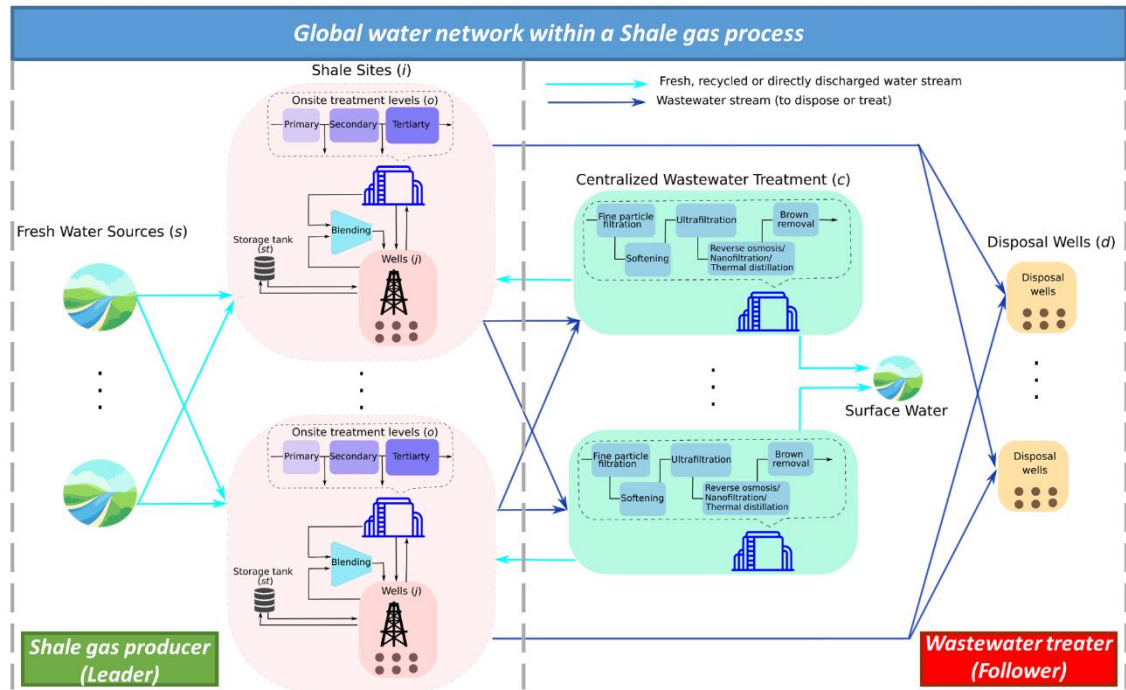 Global water network within a Shale gas process
Shale Sites (i)
Fresh, recycled or directly discharged water stream
Wastewater stream (to dispose or treat)
Onsite treatment levels (o)
Primary
Secondary
Tertiarty
Blending
Storage tank
(st)
Wells (j)
Fresh Water Sources (s)
Centralized Wastewater Treatment (c)
Fine particle
filtration
Softening
Ultrafiltration
Reverse osmosis/
Nanofiltration/
Thermal distillation
Brown
removal
Disposal Wells (d)
Disposal
wells
Surface Water
Onsite treatment levels (o)
Primary
Secondary
Tertiarty
Blending
Storage tank
(st)
Wells (j)
Fine particle
filtration
Softening
Ultrafiltration
Reverse osmosis/
Nanofiltration/
Thermal distillation
Brown
removal
Disposal
wells
Shale gas producer
(Leader)
Wastewater treater
(Follower)